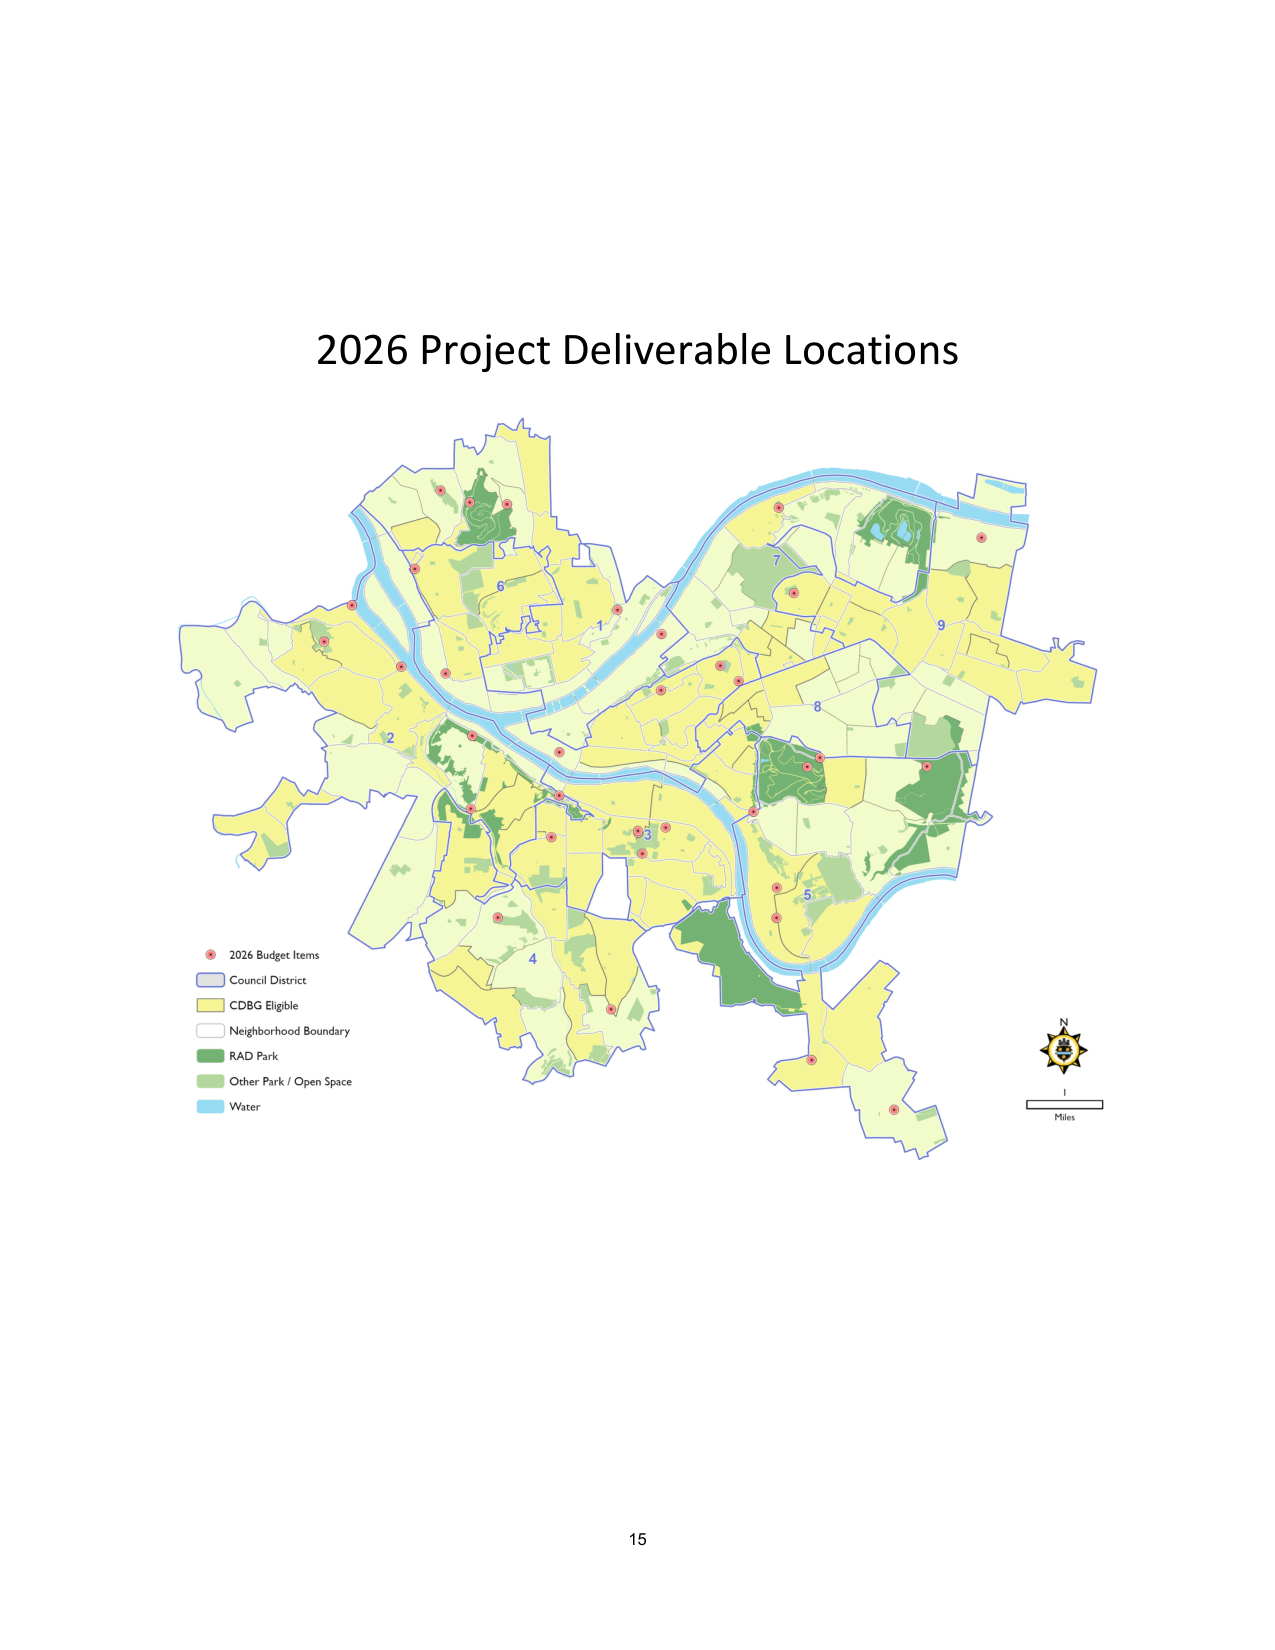 2026 Project Deliverable Locations
7
6
1
9
8
2
3
5
4
2026 Budget Items
Council District
CDBG Eligible
Neighborhood Boundary
RAD Park
Other Park / Open Space
Water
N
1
Miles
15